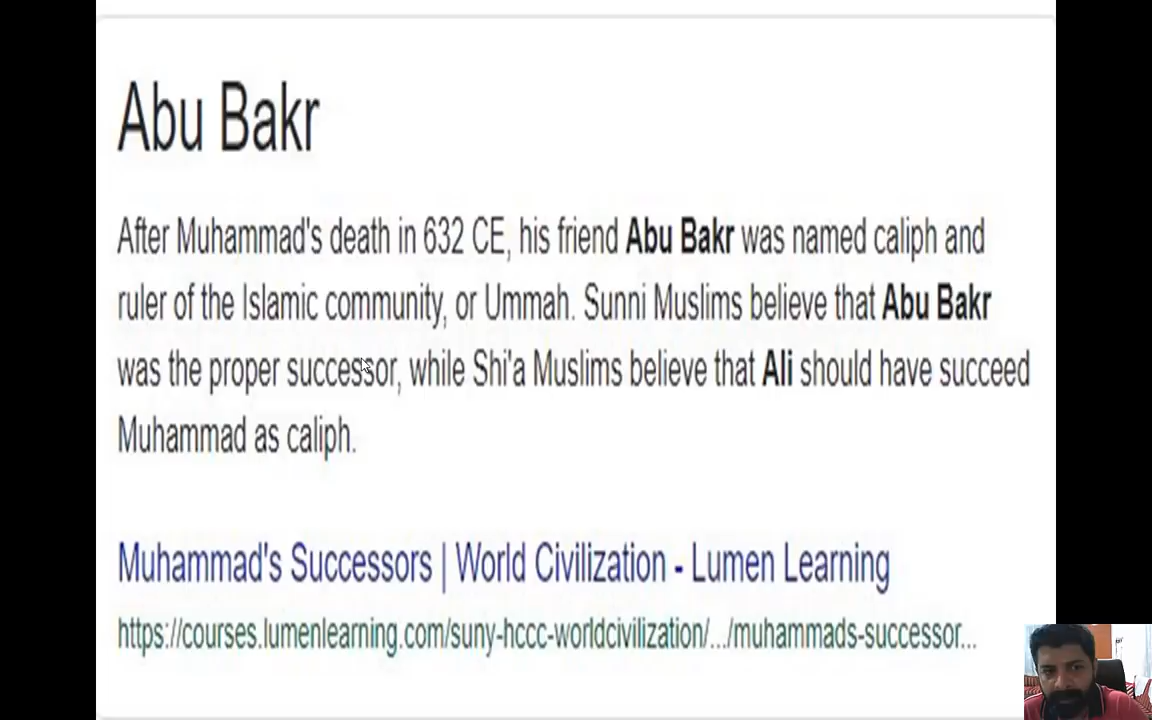 Abu Bakr
After Muhammad's death in 632 CE, his friend Abu Bakr was named caliph and
ruler of the Islamic community, or Ummah. Sunni Muslims believe that Abu Bakr
was the proper successor, while Shi'a Muslims believe that Ali should have succeed
Muhammad as caliph.
Muhammad's Successors | World Civilization - Lumen Learning
https://courses.lumenlearning.com/suny-hccc-worldcivilization/.../muhammads-successor...